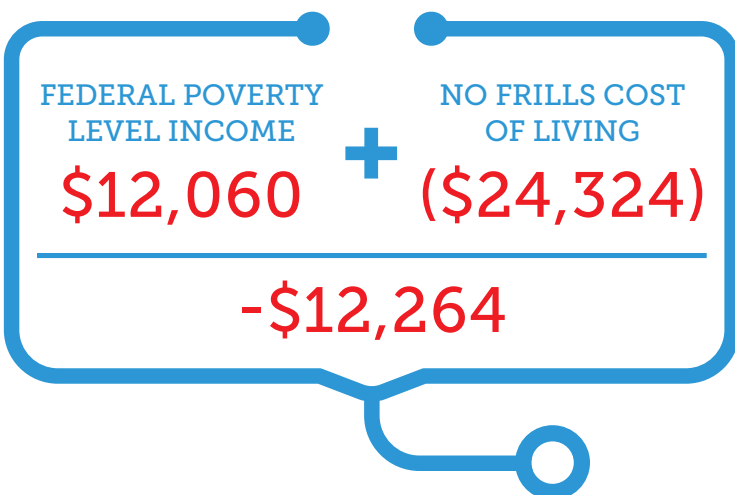 FEDERAL POVERTY
LEVEL INCOME
$12,060
+
NO FRILLS COST
OF LIVING
($24,324)
-$12,264